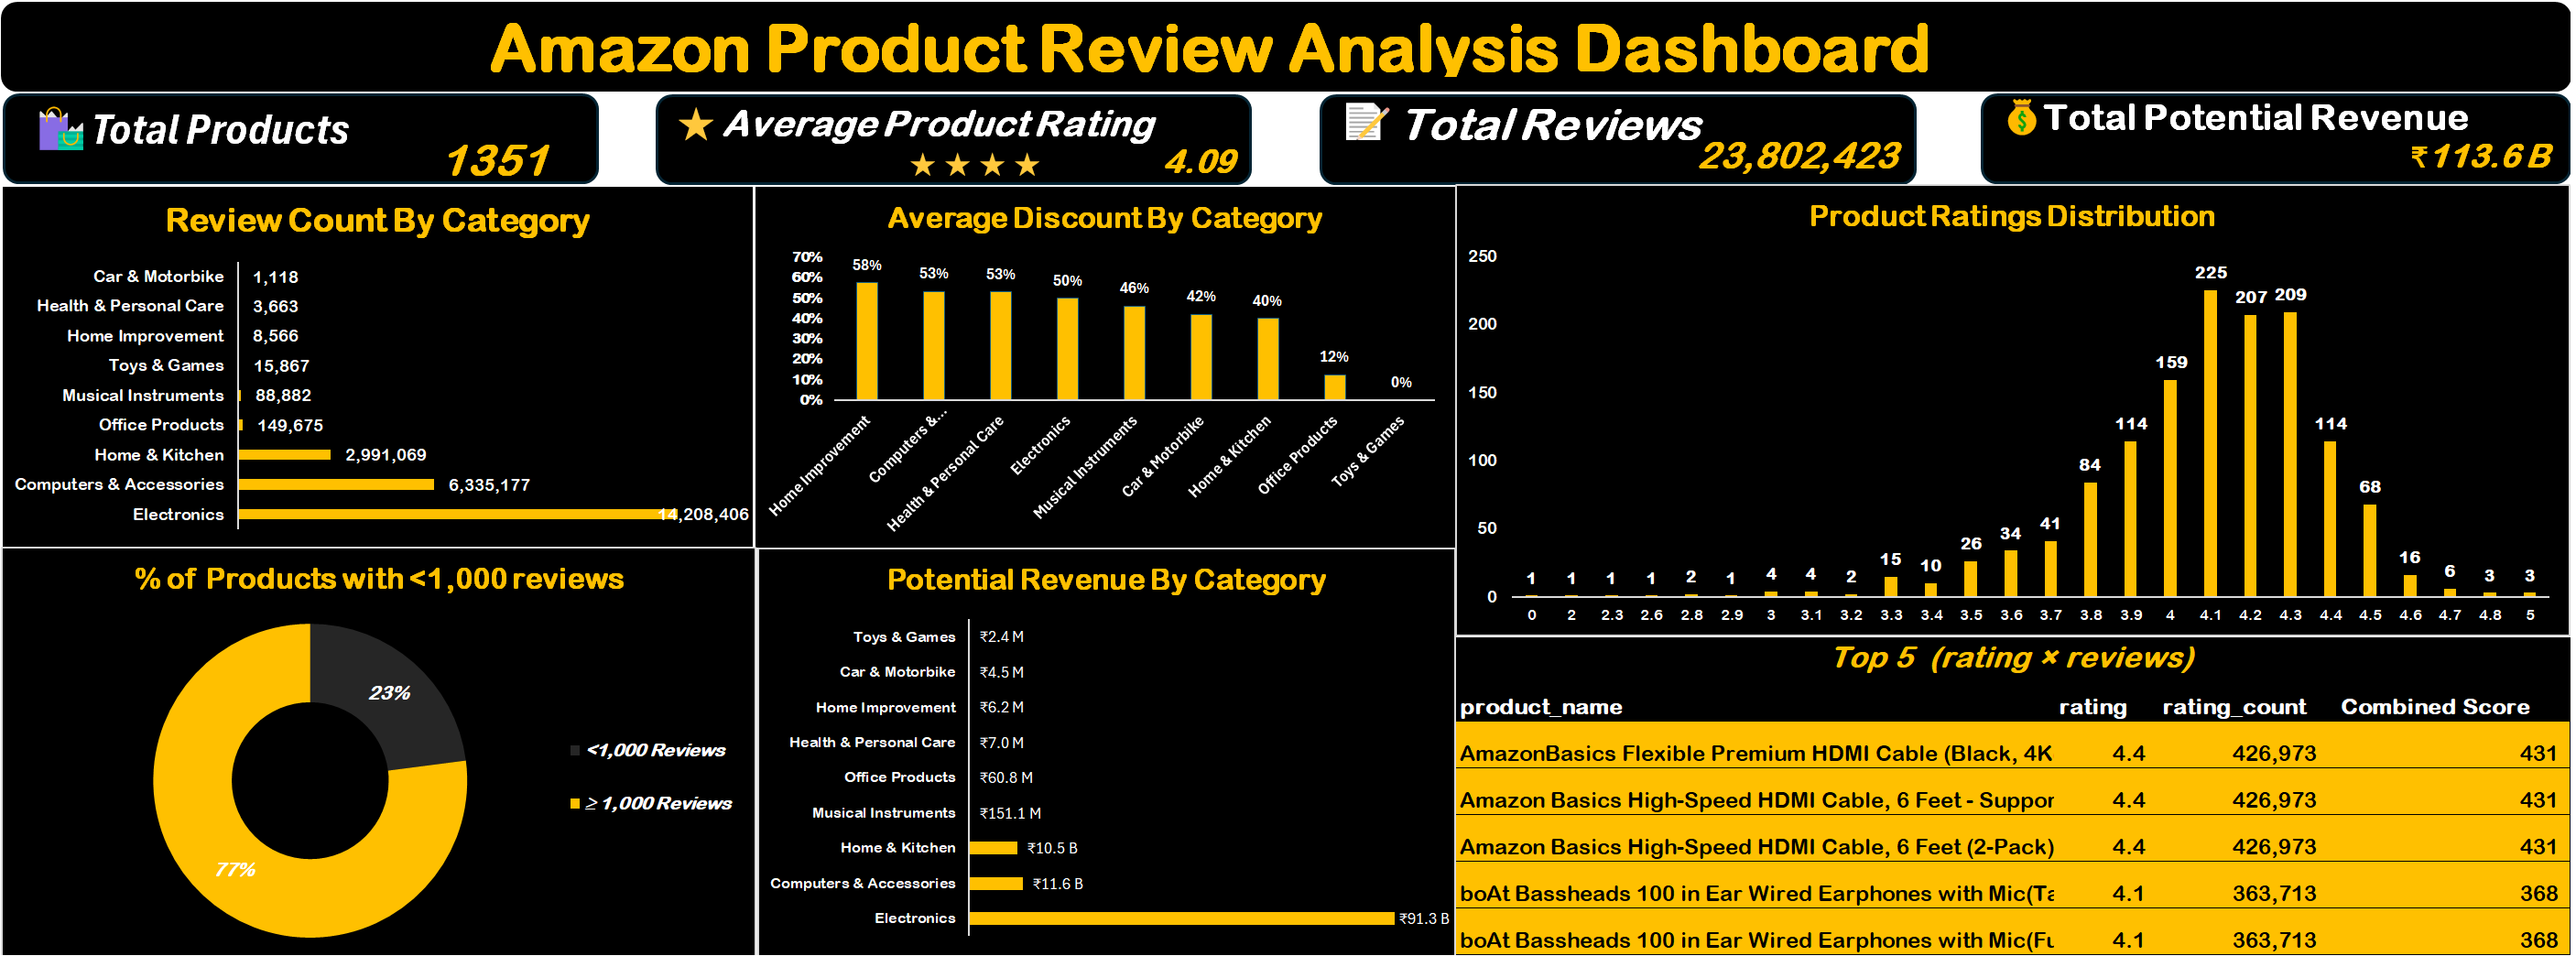 Amazon Product Review Analysis Dashboard
Total Products
1351
Average Product Rating
4.09
Total Reviews
23,802,423
Total Potential Revenue
₹113.6 B
Review Count By Category
Car & Motorbike 1,118
Health & Personal Care 3,663
Home Improvement 8,566
Toys & Games 15,867
Musical Instruments 88,882
Office Products 149,675
Home & Kitchen 2,991,069
Computers & Accessories 6,335,177
Electronics 14,208,406
Average Discount By Category
70%
60%
50%
40%
30%
20%
10%
0%
58% 53% 53% 50% 46% 42% 40% 12% 0%
Home Improvement
Computers &...
Health & Personal Care
Electronics
Musical Instruments
Car & Motorbike
Home & Kitchen
Office Products
Toys & Games
Product Ratings Distribution
250
200
150
100
50
0
1 1 1 1 2 1 4 4 2 15 10 26 34 41 84 114 159 225 207 209 114 68 16 6 3 3
0 2 2.3 2.6 2.8 2.9 3 3.1 3.2 3.3 3.4 3.5 3.6 3.7 3.8 3.9 4 4.1 4.2 4.3 4.4 4.5 4.6 4.7 4.8 5
% of Products with <1,000 reviews
23%
77%
<1,000 Reviews
≥ 1,000 Reviews
Potential Revenue By Category
Toys & Games ₹2.4 M
Car & Motorbike ₹4.5 M
Home Improvement ₹6.2 M
Health & Personal Care ₹7.0 M
Office Products ₹60.8 M
Musical Instruments ₹151.1 M
Home & Kitchen ₹10.5 B
Computers & Accessories ₹11.6 B
Electronics ₹91.3 B
Top 5 (rating × reviews)
product_name rating rating_count Combined Score
AmazonBasics Flexible Premium HDMI Cable (Black, 4K 4.4 426,973 431
Amazon Basics High-Speed HDMI Cable, 6 Feet - Suppor 4.4 426,973 431
Amazon Basics High-Speed HDMI Cable, 6 Feet (2-Pack) 4.4 426,973 431
boAt Bassheads 100 in Ear Wired Earphones with Mic(Ta 4.1 363,713 368
boAt Bassheads 100 in Ear Wired Earphones with Mic(Fu 4.1 363,713 368